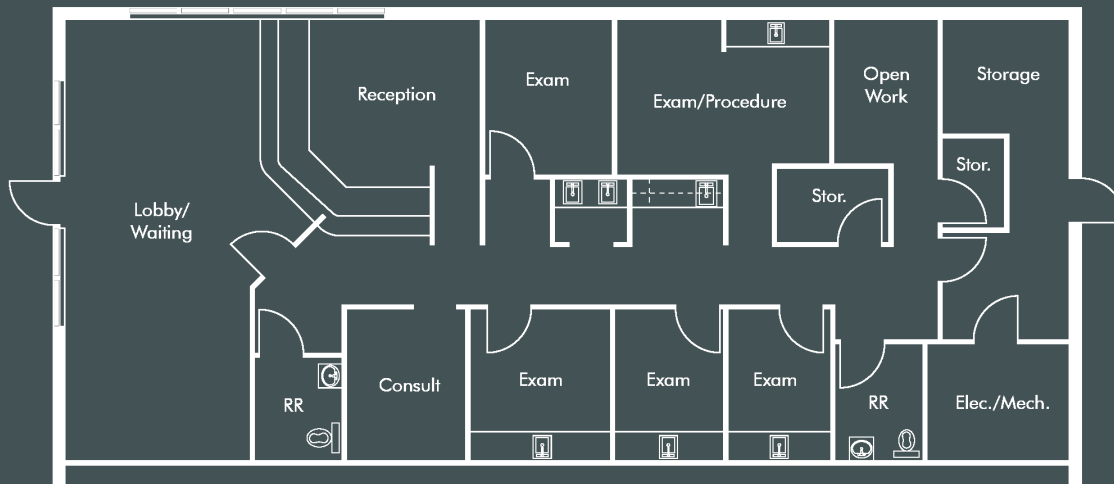 Reception
Exam
Exam/Procedure
Open
Work
Storage
Stor.
Stor.
Lobby/
Waiting
Consult
Exam
Exam
Exam
RR
RR
Elec./Mech.